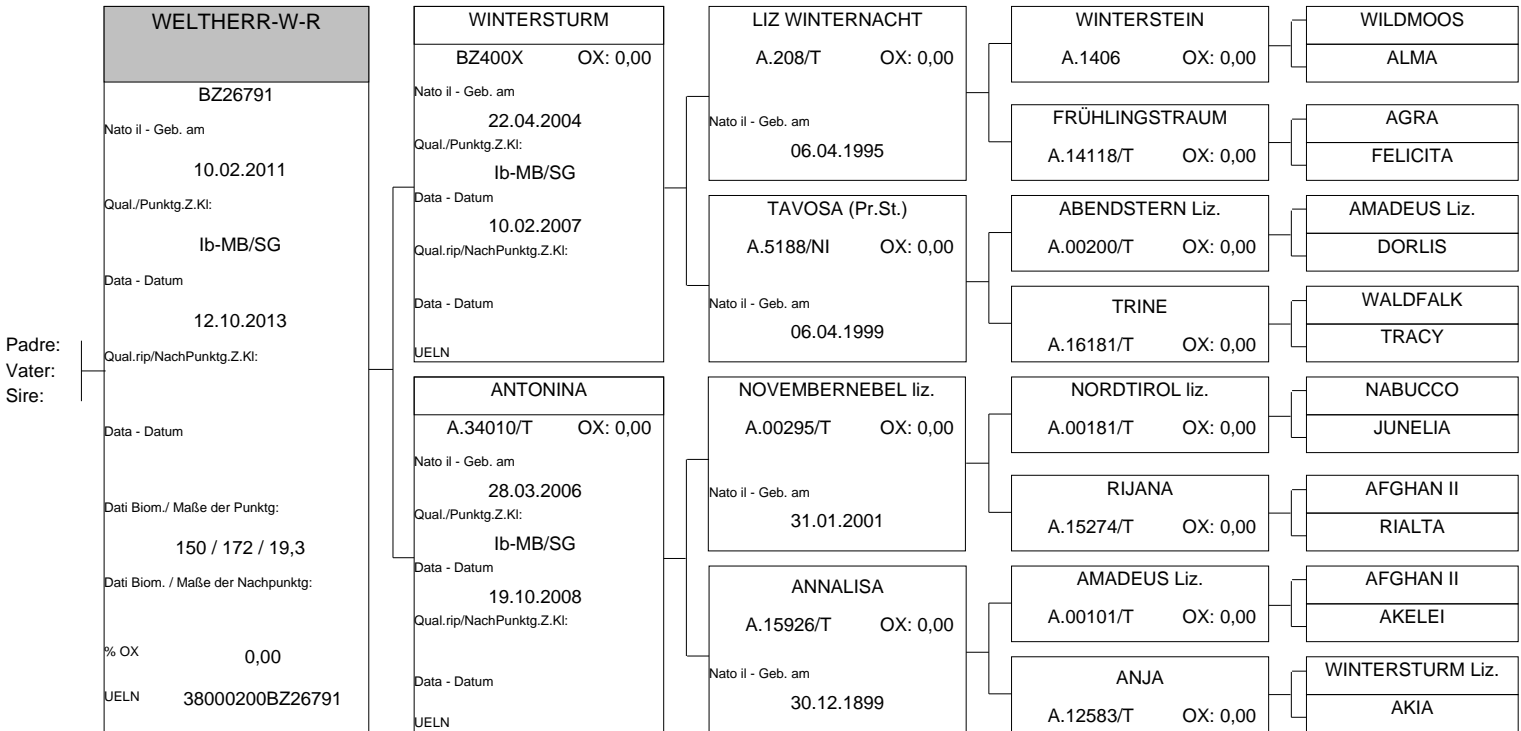 Padre:
Vater:
Sire:
WELTHERR-W-R
BZ26791
Nato il - Geb. am
10.02.2011
Qual./Punktg.Z.Kl:
Ib-MB/SG
Data - Datum
12.10.2013
Qual.rip/NachPunktg.Z.Kl:
Data - Datum
Dati Biom./ Maße der Punktg:
150 / 172 / 19,3
Dati Biom. / Maße der Nachpunktg:
% OX 0,00
UELN 38000200BZ26791
WINTERSTURM
BZ400X OX: 0,00
Nato il - Geb. am
22.04.2004
Qual./Punktg.Z.Kl:
Ib-MB/SG
Data - Datum
10.02.2007
Qual.rip/NachPunktg.Z.Kl:
Data - Datum
UELN
ANTONINA
A.34010/T OX: 0,00
Nato il - Geb. am
28.03.2006
Qual./Punktg.Z.Kl:
Ib-MB/SG
Data - Datum
19.10.2008
Qual.rip/NachPunktg.Z.Kl:
Data - Datum
UELN
LIZ WINTERNACHT
A.208/T OX: 0,00
Nato il - Geb. am
06.04.1995
TAVOSA (Pr.St.)
A.5188/NI OX: 0,00
Nato il - Geb. am
06.04.1999
NOVEMBERNEBEL liz.
A.00295/T OX: 0,00
Nato il - Geb. am
31.01.2001
ANNALISA
A.15926/T OX: 0,00
Nato il - Geb. am
30.12.1899
WINTERSTEIN
A.1406 OX: 0,00
FRÜHLINGSTRAUM
A.14118/T OX: 0,00
ABENDSTERN Liz.
A.00200/T OX: 0,00
TRINE
A.16181/T OX: 0,00
NORDTIROL liz.
A.00181/T OX: 0,00
RIJANA
A.15274/T OX: 0,00
AMADEUS Liz.
A.00101/T OX: 0,00
ANJA
A.12583/T OX: 0,00
WILDMOOS
ALMA
AGRA
FELICITA
AMADEUS Liz.
DORLIS
WALDFALK
TRACY
NABUCCO
JUNELIA
AFGHAN II
RIALTA
AFGHAN II
AKELEI
WINTERSTURM Liz.
AKIA